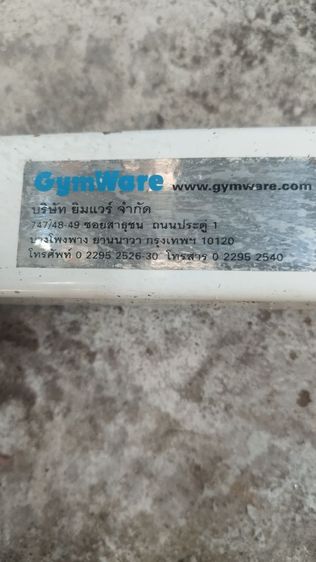 GymWare www.gymware.com
บริษัท ยิมแวร์ จำกัด
747/48-49 ซอยสาธุชน ถนนประดู่ 1
บางโพงพาง ยานนาวา กรุงเทพฯ 10120
โทรศัพท์ 0 2295 2526-30 โทรสาร 0 2295 2540